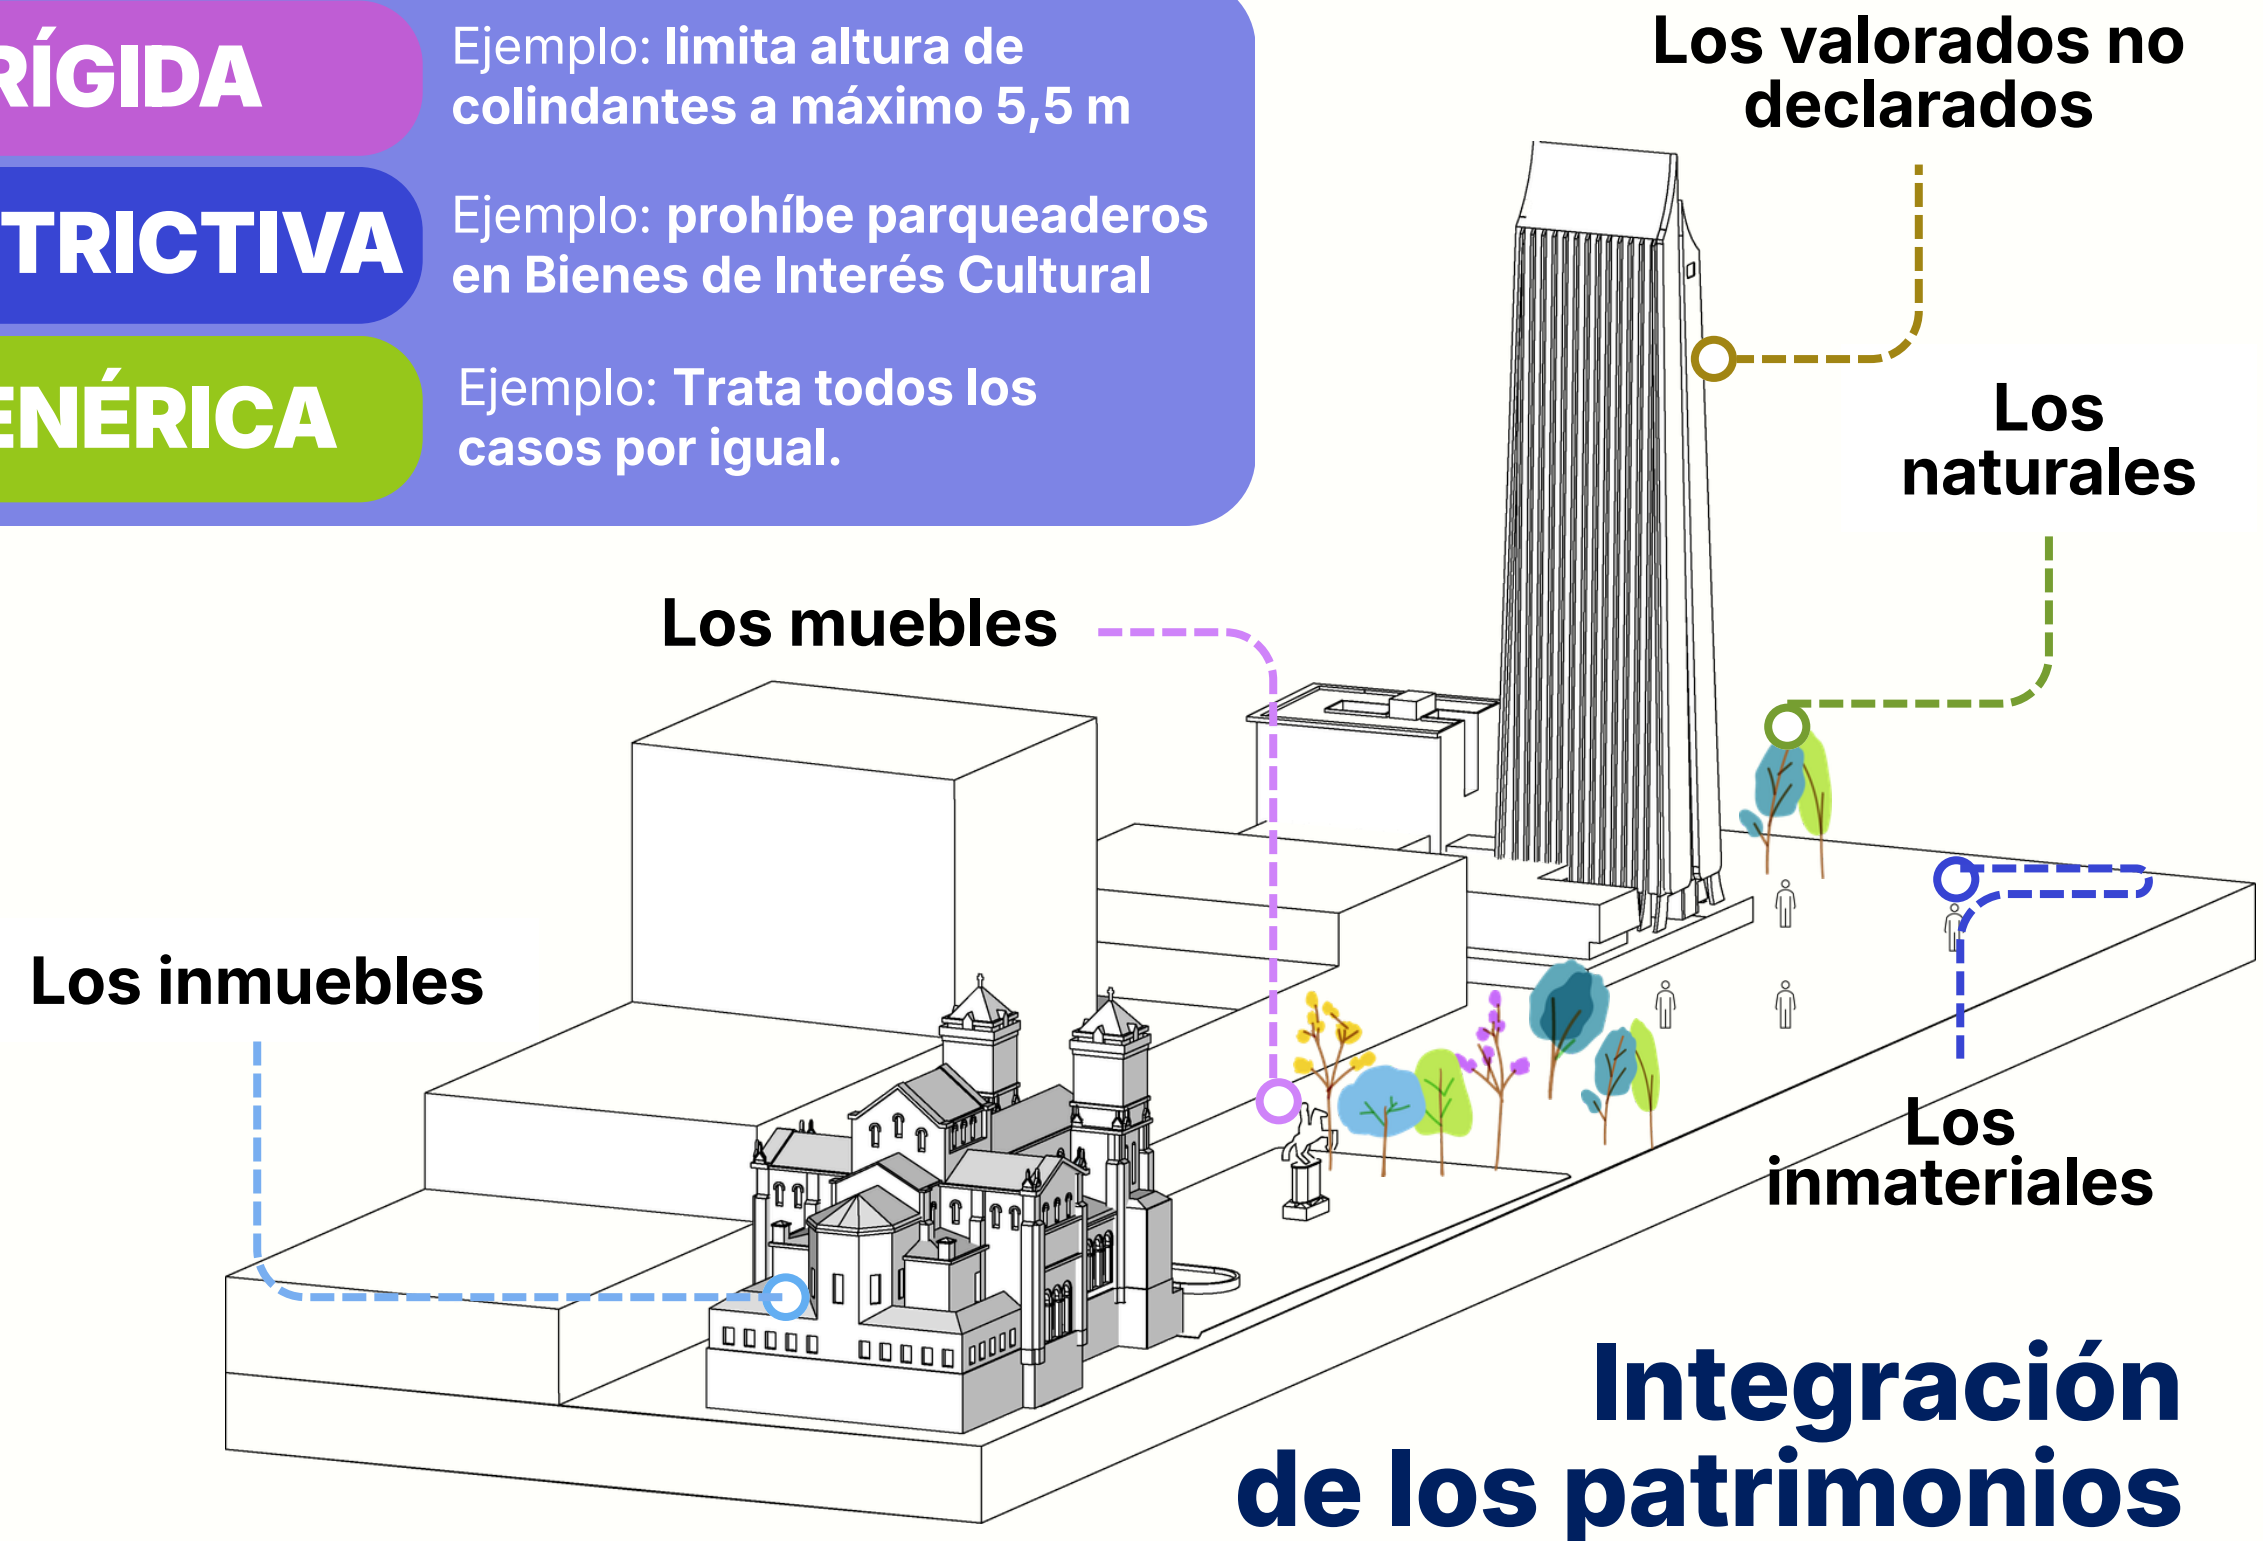 RÍGIDA
Ejemplo: limita altura de
colindantes a máximo 5,5 m
TRICTIVA
Ejemplo: prohíbe parqueaderos
en Bienes de Interés Cultural
ENÉRICA
Ejemplo: Trata todos los
casos por igual.
Los valorados no
declarados
Los
naturales
Los muebles
Los inmuebles
Los
inmateriales
Integración
de los patrimonios